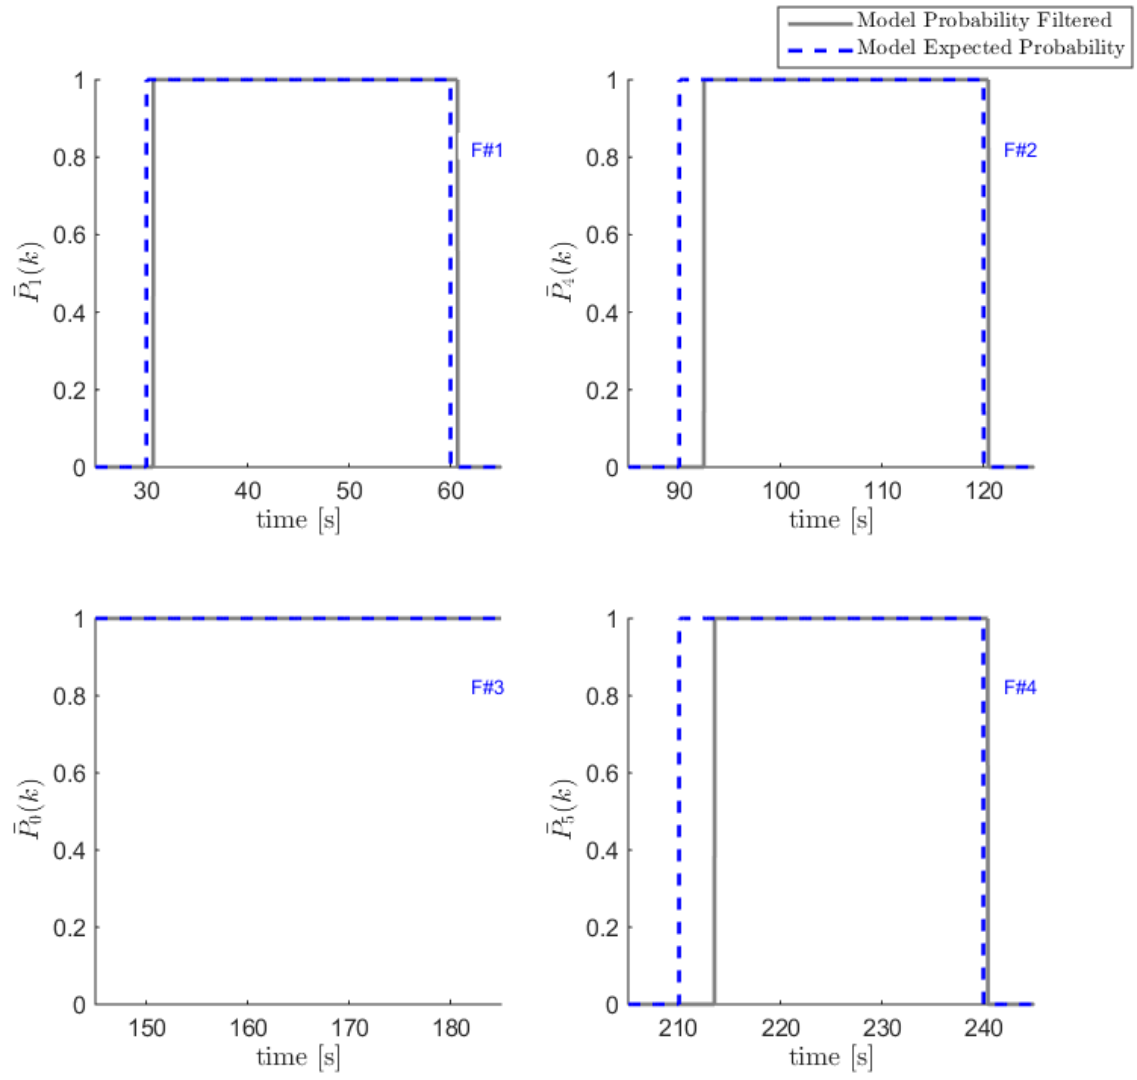 Model Probability Filtered
Model Expected Probability
1
0.8
0.6
0.4
0.2
0
P̄₁(k)
F#1
30 40 50 60
time [s]
1
0.8
0.6
0.4
0.2
0
P̄₄(k)
F#2
90 100 110 120
time [s]
1
0.8
0.6
0.4
0.2
0
P̄₀(k)
F#3
150 160 170 180
time [s]
1
0.8
0.6
0.4
0.2
0
P̄₅(k)
F#4
210 220 230 240
time [s]